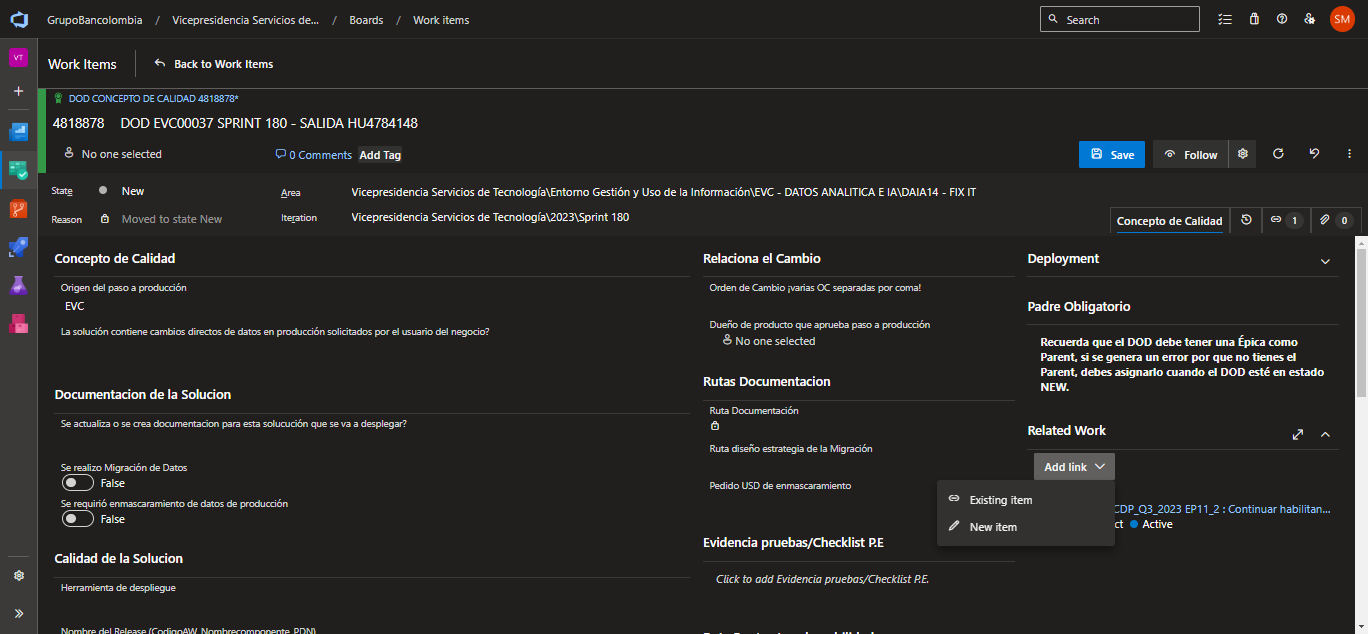 GrupoBancolombia / Vicepresidencia Servicios de... / Boards / Work items
Search
SM
VT
Work Items
Back to Work Items
DOD CONCEPTO DE CALIDAD 4818878*
4818878 DOD EVC00037 SPRINT 180 - SALIDA HU4784148
No one selected
0 Comments
Add Tag
Save
Follow
State
New
Area
Vicepresidencia Servicios de Tecnología\Entorno Gestión y Uso de la Información\EVC - DATOS ANALITICA E IA\DAIA14 - FIX IT
Reason
Moved to state New
Iteration
Vicepresidencia Servicios de Tecnología\2023\Sprint 180
Concepto de Calidad
1
0
Concepto de Calidad
Origen del paso a producción
EVC
La solución contiene cambios directos de datos en producción solicitados por el usuario del negocio?
Documentacion de la Solucion
Se actualiza o se crea documentacion para esta solucución que se va a desplegar?
Se realizo Migración de Datos
False
Se requirió enmascaramiento de datos de producción
False
Calidad de la Solucion
Herramienta de despliegue
Nombre del Release (CodigoAW_Nombrecomponente_PDN)
Relaciona el Cambio
Orden de Cambio ¡varias OC separadas por coma!
Dueño de producto que aprueba paso a producción
No one selected
Rutas Documentacion
Ruta Documentación
Ruta diseño estrategia de la Migración
Pedido USD de enmascaramiento
Evidencia pruebas/Checklist P.E
Click to add Evidencia pruebas/Checklist P.E.
Deployment
Padre Obligatorio
Recuerda que el DOD debe tener una Épica como
Parent, si se genera un error por que no tienes el
Parent, debes asignarlo cuando el DOD esté en estado
NEW.
Related Work
Add link
Existing item
New item
CDP_Q3_2023 EP11_2 : Continuar habilitan...
ct Active